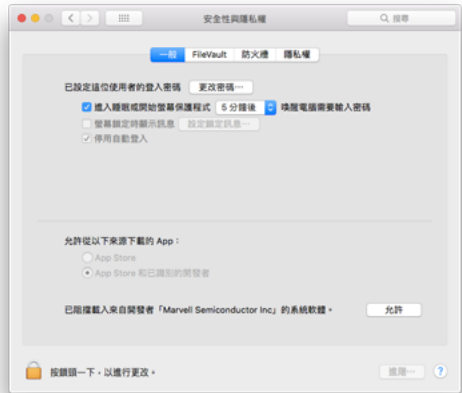 安全性與隱私權
搜尋
一般 FileVault 防火牆 隱私權
已設定這位使用者的登入密碼 更改密碼⋯
進入睡眠或開始螢幕保護程式 5 分鐘後 喚醒電腦需要輸入密碼
螢幕鎖定時顯示訊息 設定鎖定訊息⋯
停用自動登入
允許從以下來源下載的 App：
App Store
App Store 和已識別的開發者
已阻擋載入來自開發者「Marvell Semiconductor Inc」的系統軟體。 允許
按鎖頭一下，以進行更改。 進階⋯ ?